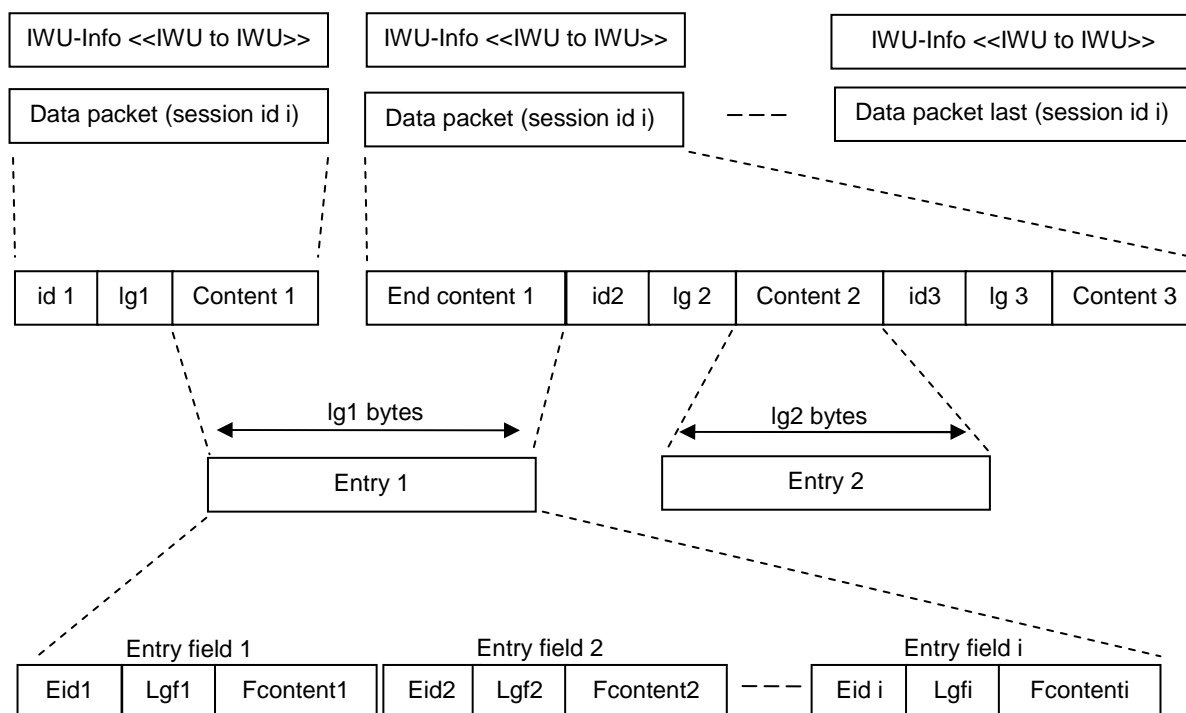 IWU-Info <<IWU to IWU>> IWU-Info <<IWU to IWU>> IWU-Info <<IWU to IWU>>
Data packet (session id i) Data packet (session id i) Data packet last (session id i)
id 1 lg1 Content 1 End content 1 id2 lg 2 Content 2 id3 lg 3 Content 3
lg1 bytes lg2 bytes
Entry 1 Entry 2
Entry field 1 Entry field 2 Entry field i
Eid1 Lgf1 Fcontent1 Eid2 Lgf2 Fcontent2 Eid i Lgfi Fcontenti